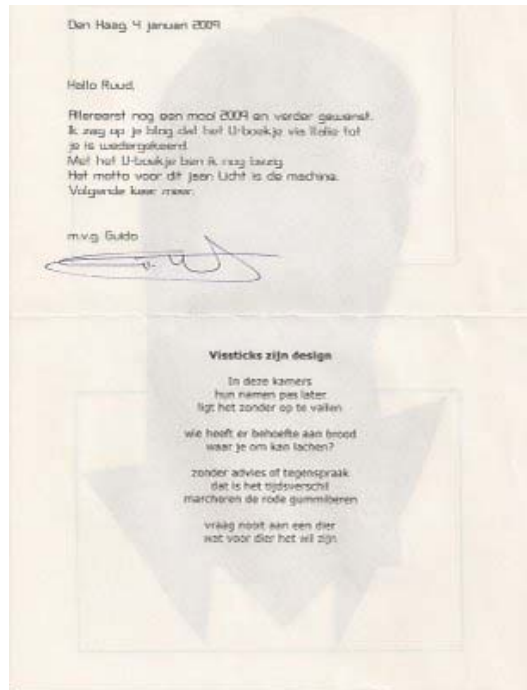 Den Haag, 4 januari 2009
Hallo Ruud,
Allereerst nog een mooi 2009 en verder gewenst.
Ik zag op je blog dat het U-boekje via Italie tot
je is wedergekeerd.
Met het U-boekje ben ik nog bezig.
Het motto voor dit jaar: Licht is de machine.
Volgende keer meer.
m.v.g. Guido
Vissticks zijn design
In deze kamers
hun namen pas later
ligt het zonder op te vallen
wie heeft er behoefte aan brood
waar je om kan lachen?
zonder advies of tegenspraak
dat is het tijdsverschil
marcheren de rode gummiberen
vraag nooit aan een dier
wat voor dier het wil zijn